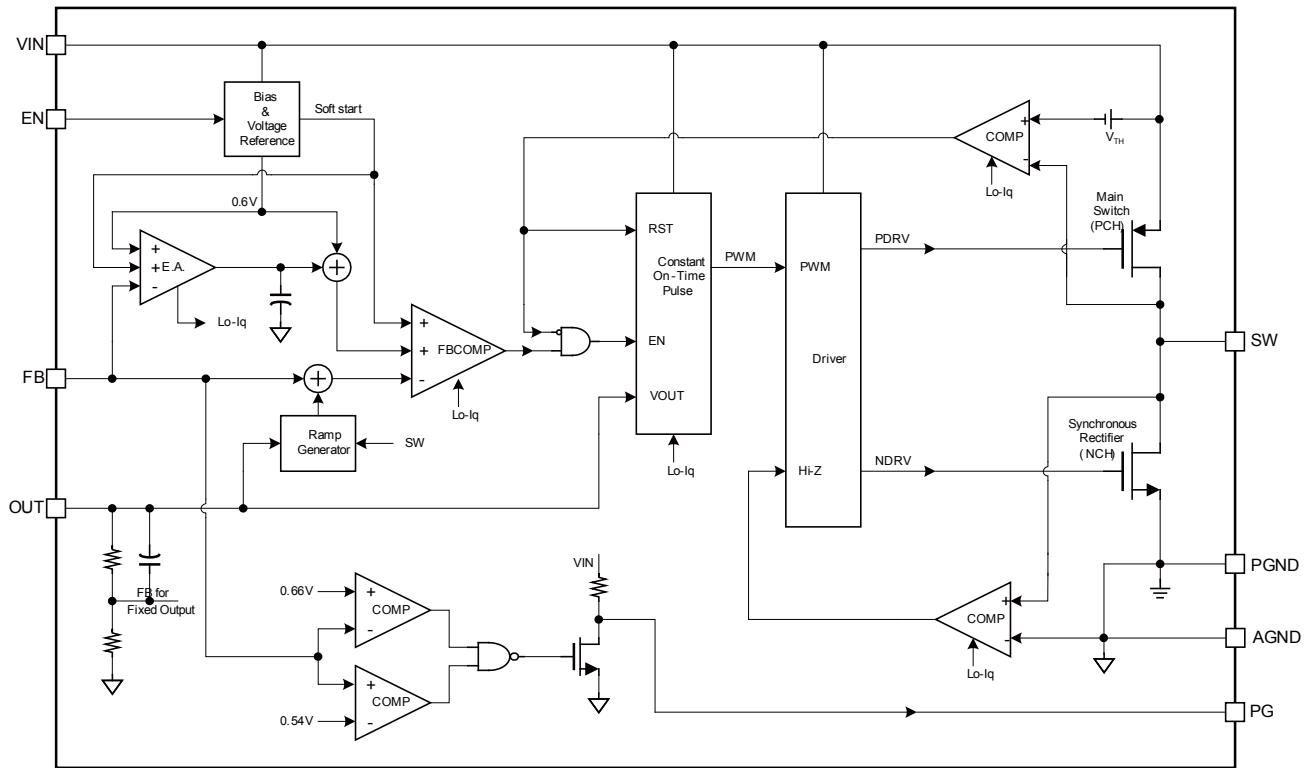 VIN
EN
Bias
&
Voltage
Reference
Soft start
0.6V
+
+
-
E.A.
+
Lo-Iq
+
+
-
FBCOMP
Lo-Iq
FB
+
Ramp
Generator
SW
OUT
FB for
Fixed Output
RST
Constant
On-Time
Pulse
EN
VOUT
Lo-Iq
PWM
PWM
Driver
Hi-Z
PDRV
NDRV
+
-
COMP
Lo-Iq
VTH
Main
Switch
(PCH)
SW
Synchronous
Rectifier
(NCH)
+
-
COMP
Lo-Iq
PGND
AGND
0.66V
+
-
COMP
+
-
COMP
0.54V
VIN
PG